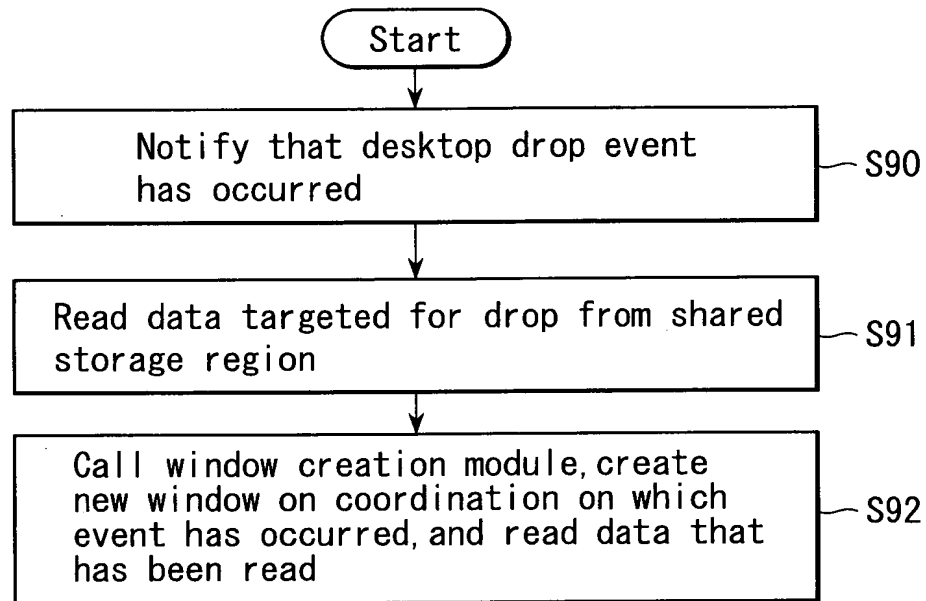 Start
Notify that desktop drop event
has occurred
S90
Read data targeted for drop from shared
storage region
S91
Call window creation module, create
new window on coordination on which
event has occurred, and read data that
has been read
S92